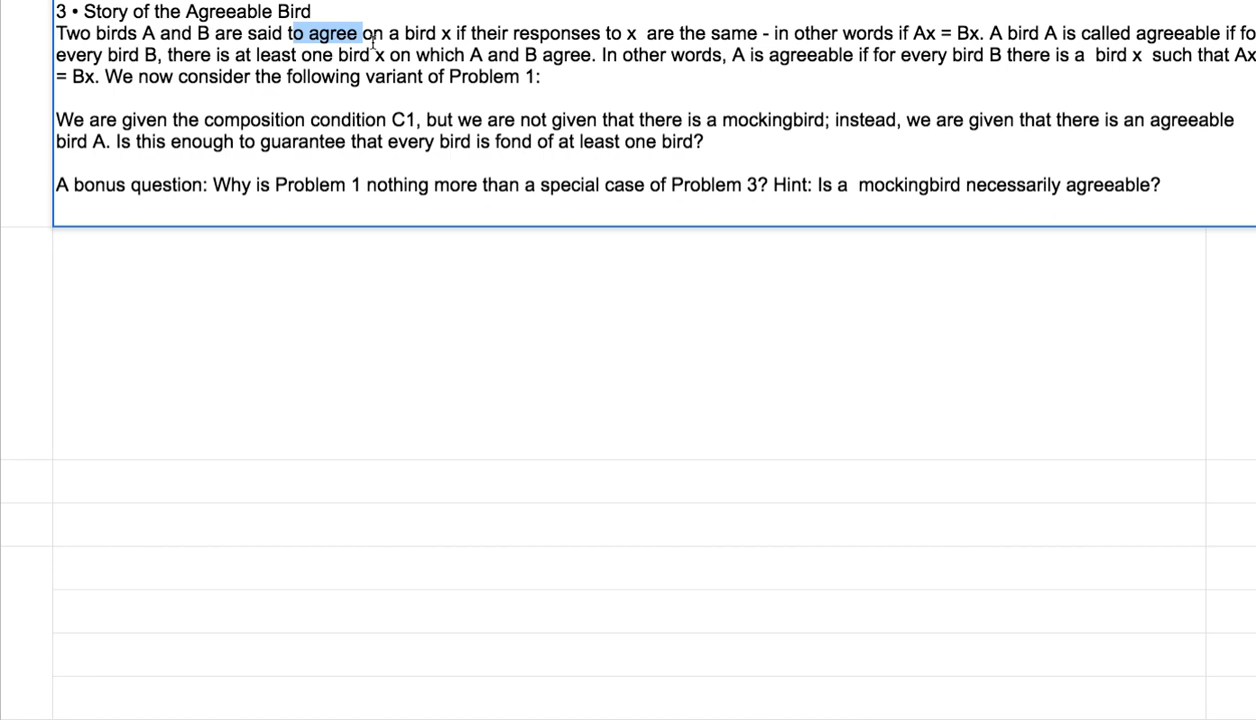 3 • Story of the Agreeable Bird
Two birds A and B are said to agree on a bird x if their responses to x  are the same - in other words if Ax = Bx. A bird A is called agreeable if fo
every bird B, there is at least one bird x on which A and B agree. In other words, A is agreeable if for every bird B there is a  bird x  such that Ax
= Bx. We now consider the following variant of Problem 1:
We are given the composition condition C1, but we are not given that there is a mockingbird; instead, we are given that there is an agreeable
bird A. Is this enough to guarantee that every bird is fond of at least one bird?
A bonus question: Why is Problem 1 nothing more than a special case of Problem 3? Hint: Is a  mockingbird necessarily agreeable?